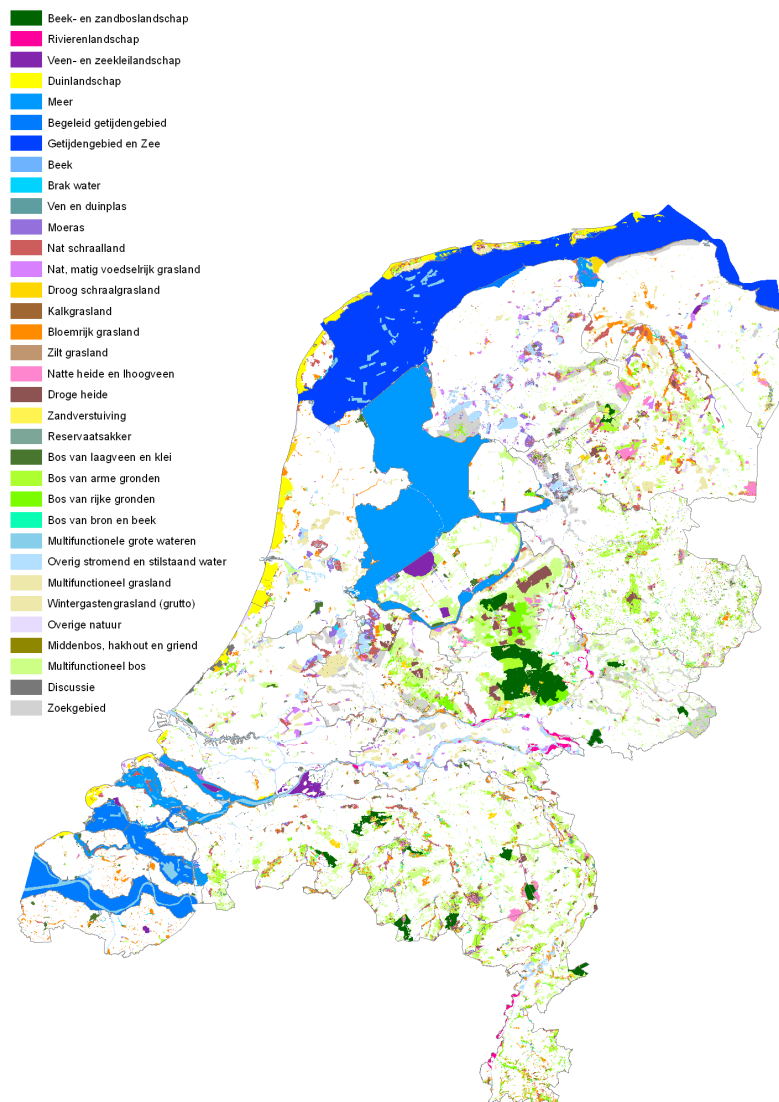 Beek- en zandboslandschap
Rivierenlandschap
Veen- en zeekleilandschap
Duinlandschap
Meer
Begeleid getijdengebied
Getijdengebied en Zee
Beek
Brak water
Ven en duinplas
Moeras
Nat schraalland
Nat, matig voedselrijk grasland
Droog schraalgrasland
Kalkgrasland
Bloemrijk grasland
Zilt grasland
Natte heide en lhoogveen
Droge heide
Zandverstuiving
Reservaatsakker
Bos van laagveen en klei
Bos van arme gronden
Bos van rijke gronden
Bos van bron en beek
Multifunctionele grote wateren
Overig stromend en stilstaand water
Multifunctioneel grasland
Wintergastengrasland (grutto)
Overige natuur
Middenbos, hakhout en griend
Multifunctioneel bos
Discussie
Zoekgebied